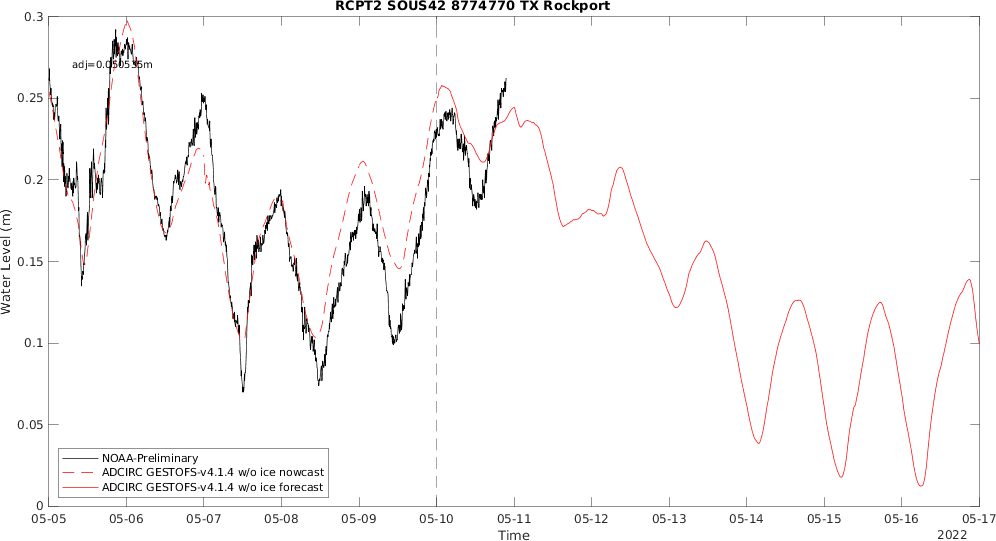 RCPT2 SOUS42 8774770 TX Rockport
0.3
0.25
0.2
0.15
0.1
0.05
0
Water Level (m)
adj=0.050535m
NOAA-Preliminary
ADCIRC GESTOFS-v4.1.4 w/o ice nowcast
ADCIRC GESTOFS-v4.1.4 w/o ice forecast
05-05 05-06 05-07 05-08 05-09 05-10 05-11 05-12 05-13 05-14 05-15 05-16 05-17
Time
2022